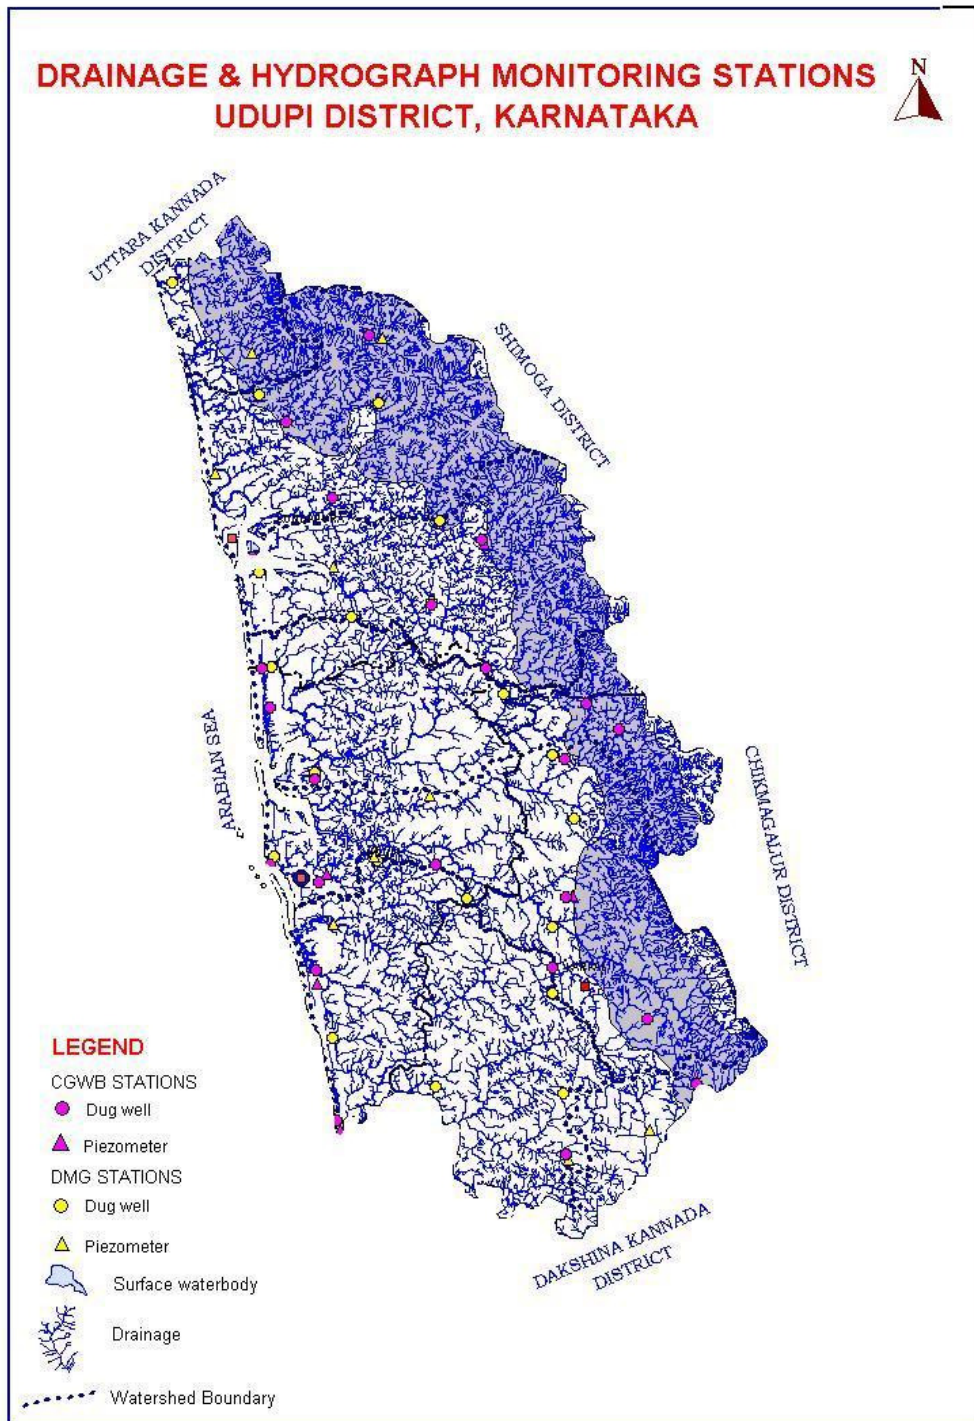 DRAINAGE & HYDROGRAPH MONITORING STATIONS
UDUPI DISTRICT, KARNATAKA
N
UTTARA KANNADA
DISTRICT
SHIMOGA DISTRICT
ARABIAN SEA
CHIKMAGALUR DISTRICT
DAKSHINA KANNADA
DISTRICT
LEGEND
CGWB STATIONS
Dug well
Piezometer
DMG STATIONS
Dug well
Piezometer
Surface waterbody
Drainage
Watershed Boundary